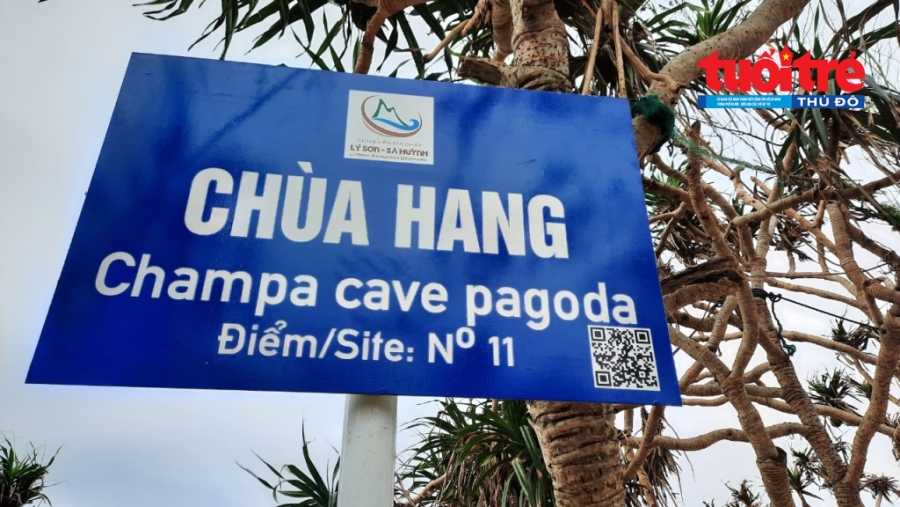 tuổi trẻ
THỦ ĐÔ
LÝ SƠN - SA HUỲNH
CHÙA HANG
Champa cave pagoda
Điểm/Site: Nº 11